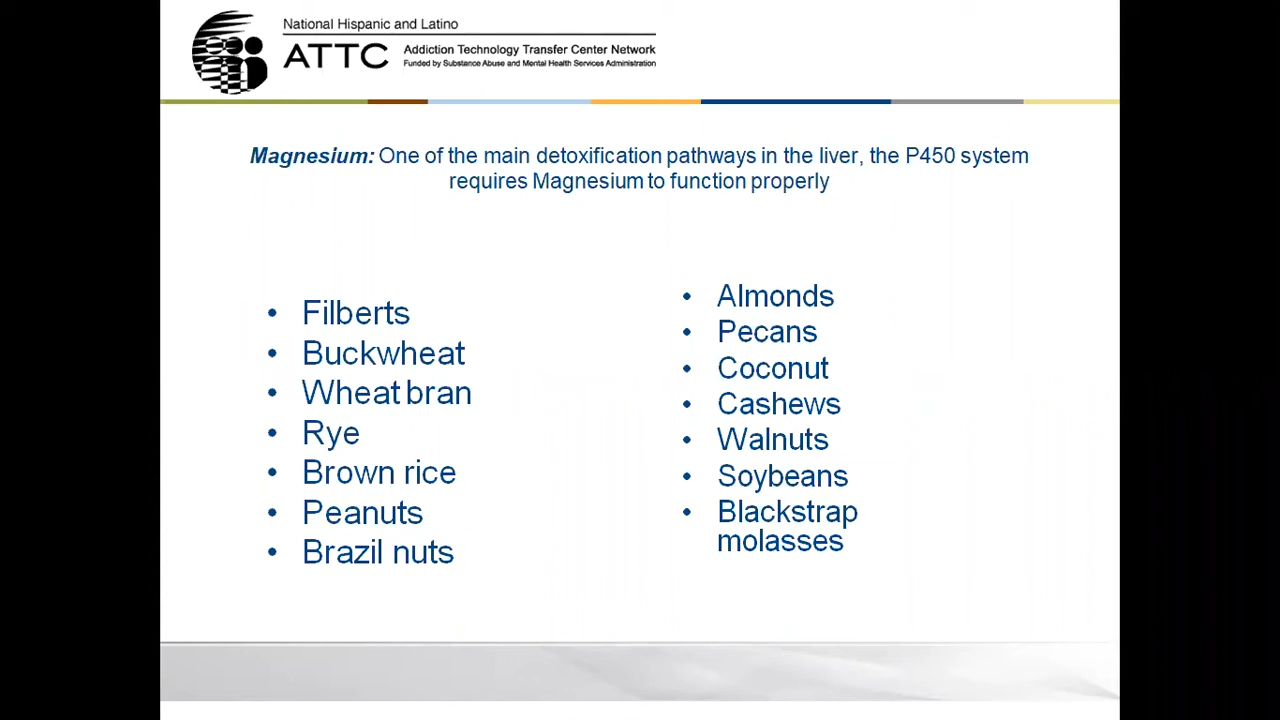 National Hispanic and Latino
ATTC
Addiction Technology Transfer Center Network
Funded by Substance Abuse and Mental Health Services Administration
Magnesium: One of the main detoxification pathways in the liver, the P450 system
requires Magnesium to function properly
• Filberts
• Buckwheat
• Wheat bran
• Rye
• Brown rice
• Peanuts
• Brazil nuts
• Almonds
• Pecans
• Coconut
• Cashews
• Walnuts
• Soybeans
• Blackstrap
molasses